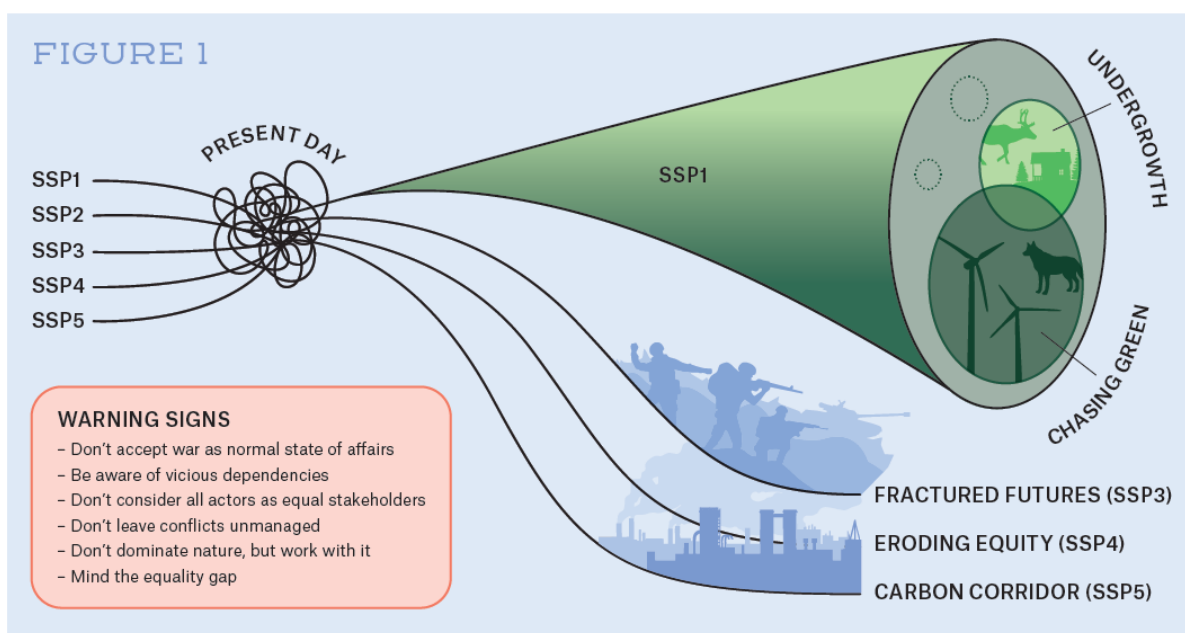 FIGURE 1
PRESENT DAY
SSP1
SSP2
SSP3
SSP4
SSP5
SSP1
UNDERGROWTH
CHASING GREEN
WARNING SIGNS
– Don't accept war as normal state of affairs
– Be aware of vicious dependencies
– Don't consider all actors as equal stakeholders
– Don't leave conflicts unmanaged
– Don't dominate nature, but work with it
– Mind the equality gap
FRACTURED FUTURES (SSP3)
ERODING EQUITY (SSP4)
CARBON CORRIDOR (SSP5)